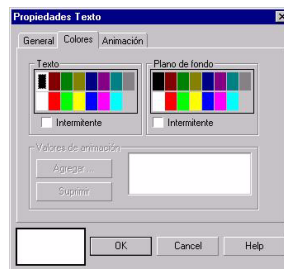 Propiedades Texto
General Colores Animación
Texto Plano de fondo
Intermitente Intermitente
Valores de animación
Agregar ...
Suprimir
OK Cancel Help